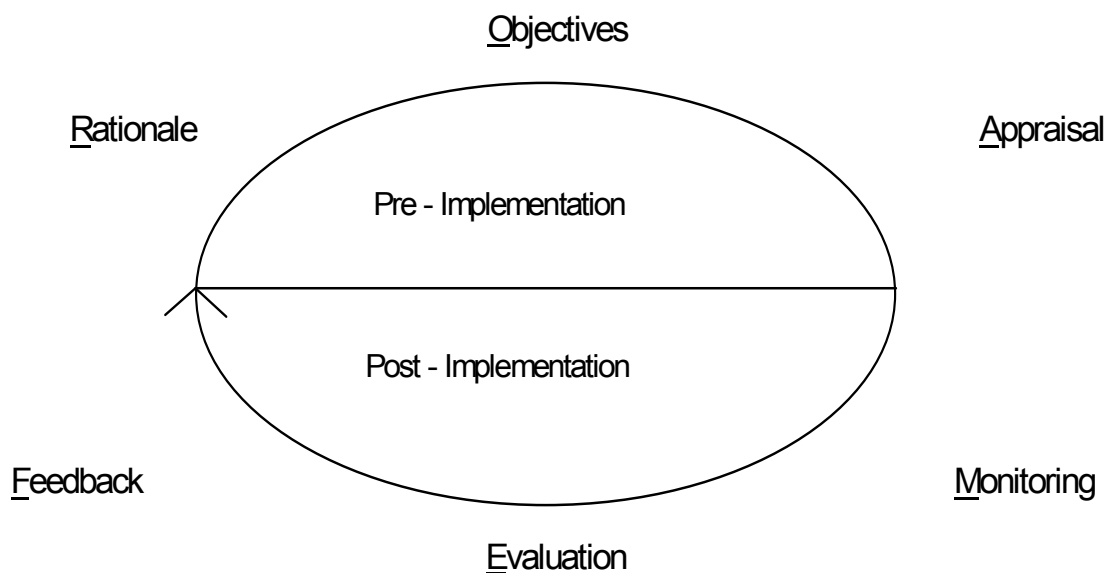 Objectives
Rationale
Appraisal
Pre - Implementation
Post - Implementation
Feedback
Monitoring
Evaluation